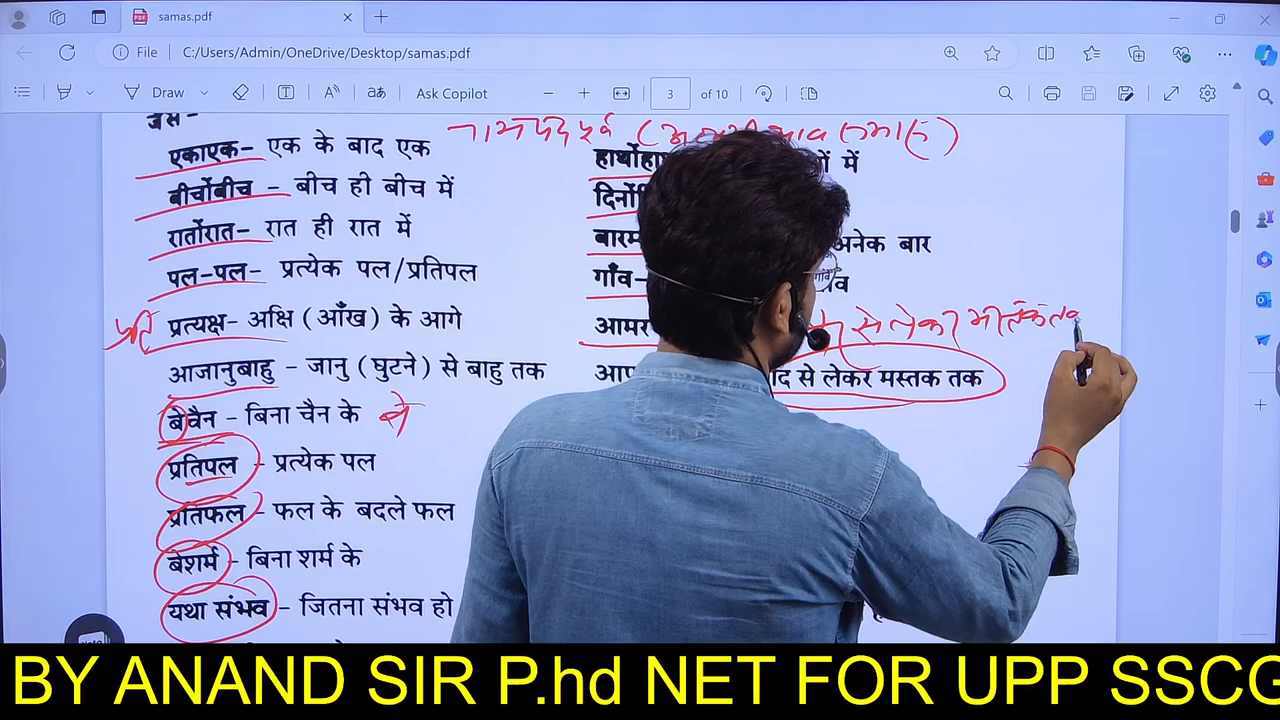 samas.pdf
File C:/Users/Admin/OneDrive/Desktop/samas.pdf
Draw Ask Copilot 3 of 10
जैसे-
एकाएक- एक के बाद एक
बीचोंबीच - बीच ही बीच में
रातोंरात- रात ही रात में
पल-पल- प्रत्येक पल/प्रतिपल
प्रत्यक्ष- अक्षि (आँख) के आगे
आजानुबाहु - जानु (घुटने) से बाहु तक
बेचैन - बिना चैन के बे
प्रतिपल - प्रत्येक पल
प्रतिफल - फल के बदले फल
बेशर्म - बिना शर्म के
यथा संभव - जितना संभव हो
में
अनेक बार
गाँव-
से लेकर
पाद से लेकर मस्तक तक
BY ANAND SIR P.hd NET FOR UPP SSCG